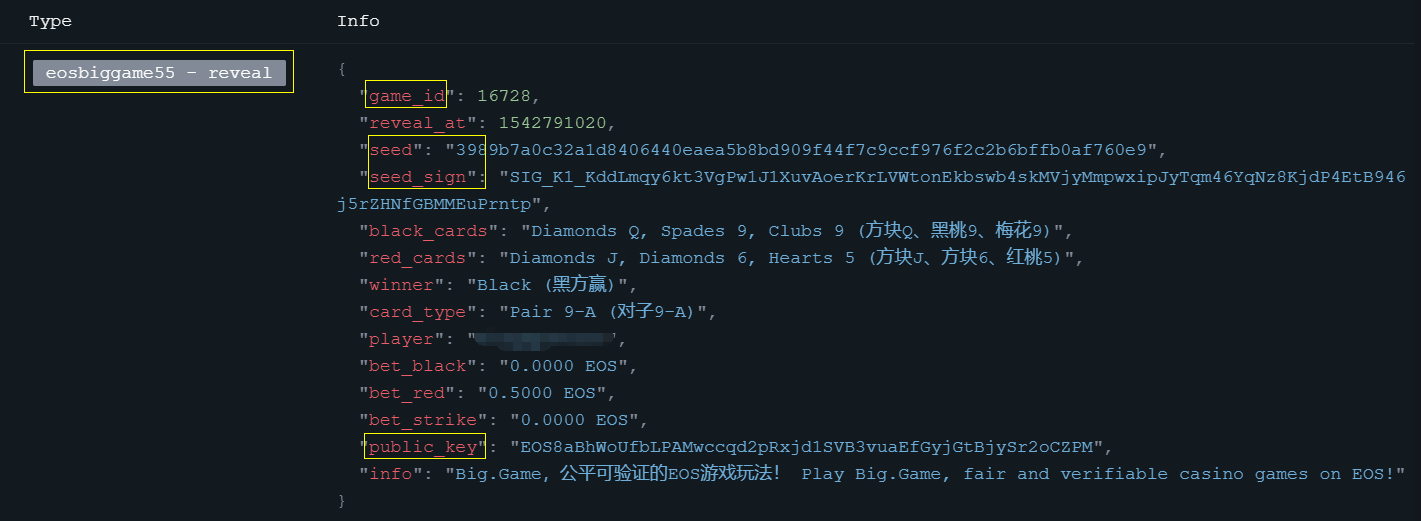 Type Info
eosbiggame55 - reveal
{
"game_id": 16728,
"reveal_at": 1542791020,
"seed": "3989b7a0c32a1d8406440eaea5b8bd909f44f7c9ccf976f2c2b6bffb0af760e9",
"seed_sign": "SIG_K1_KddLmqy6kt3VgPw1J1XuvAoerKrLVWtonEkbswb4skMVjyMmpwxipJyTqm46YqNz8KjdP4EtB946
j5rZHNfGBMMEuPrntp",
"black_cards": "Diamonds Q, Spades 9, Clubs 9 (方块Q、黑桃9、梅花9)",
"red_cards": "Diamonds J, Diamonds 6, Hearts 5 (方块J、方块6、红桃5)",
"winner": "Black (黑方赢)",
"card_type": "Pair 9-A (对子9-A)",
"player": "",
"bet_black": "0.0000 EOS",
"bet_red": "0.5000 EOS",
"bet_strike": "0.0000 EOS",
"public_key": "EOS8aBhWoUfbLPAMwccqd2pRxjd1SVB3vuaEfGyjGtBjySr2oCZPM",
"info": "Big.Game, 公平可验证的EOS游戏玩法! Play Big.Game, fair and verifiable casino games on EOS!"
}